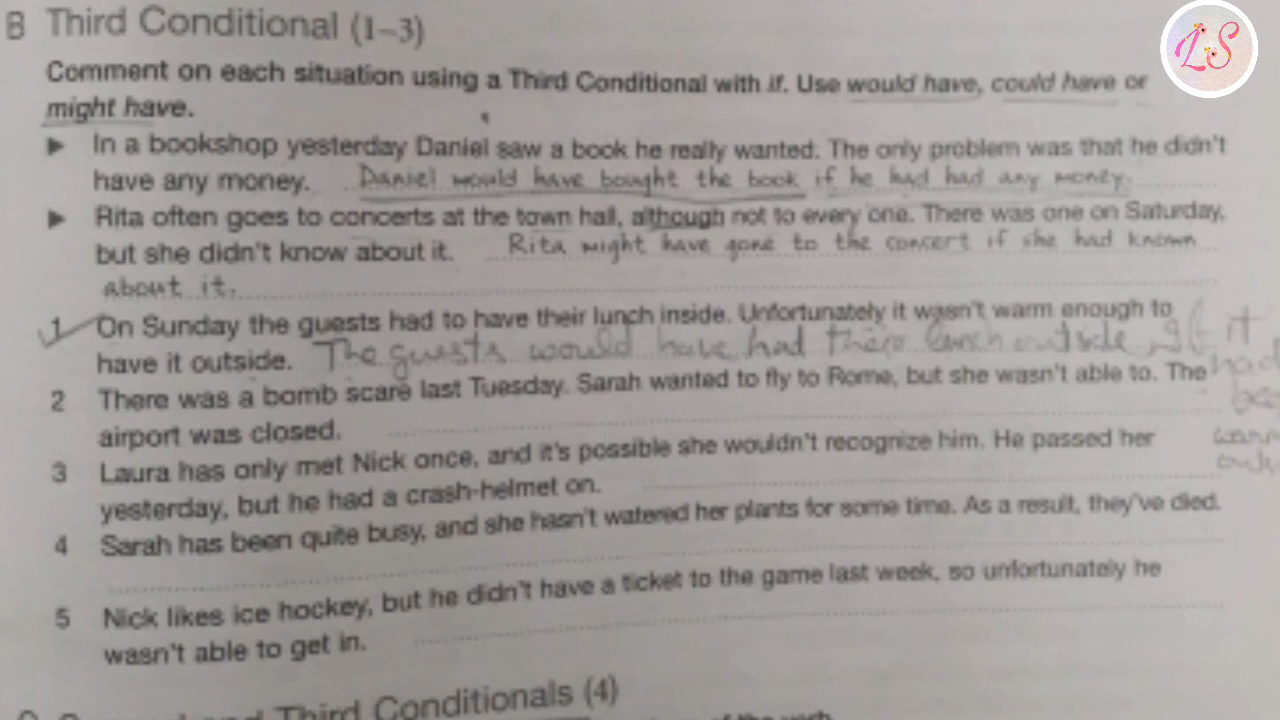 B Third Conditional (1–3)
Comment on each situation using a Third Conditional with if. Use would have, could have or
might have.
► In a bookshop yesterday Daniel saw a book he really wanted. The only problem was that he didn't
have any money. Daniel would have bought the book if he had had any money.
► Rita often goes to concerts at the town hall, although not to every one. There was one on Saturday,
but she didn't know about it. Rita might have gone to the concert if she had known
about it.
1 On Sunday the guests had to have their lunch inside. Unfortunately it wasn't warm enough to
have it outside. The guests would have had their lunch outside, If it
had
2 There was a bomb scare last Tuesday. Sarah wanted to fly to Rome, but she wasn't able to. The
airport was closed.
3 Laura has only met Nick once, and it's possible she wouldn't recognize him. He passed her
yesterday, but he had a crash-helmet on.
4 Sarah has been quite busy, and she hasn't watered her plants for some time. As a result, they've died.
5 Nick likes ice hockey, but he didn't have a ticket to the game last week, so unfortunately he
wasn't able to get in.
and Third Conditionals (4)
of the verb
LS